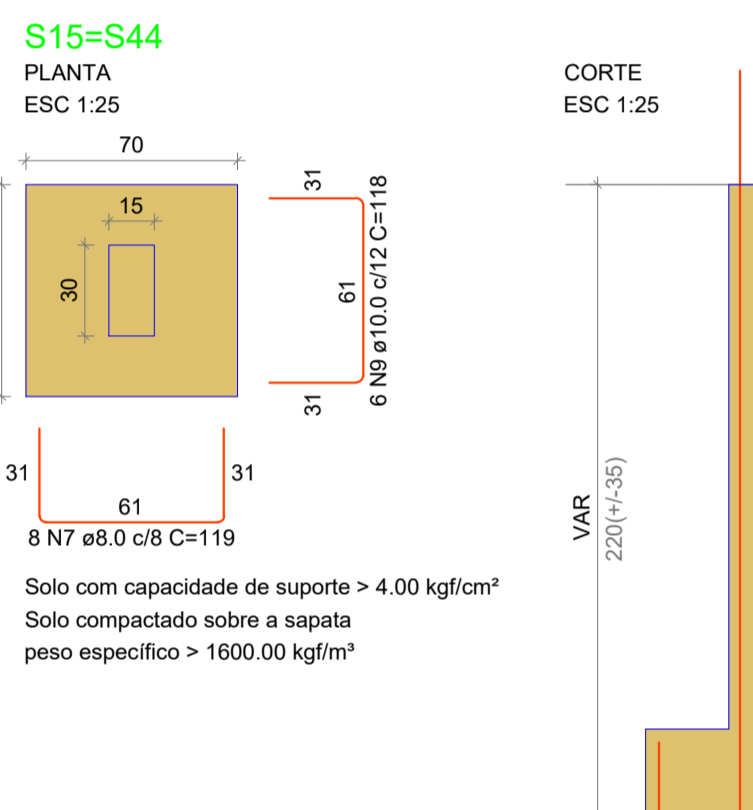 S15=S44
PLANTA
ESC 1:25
70
15
30
31
61
31
6 N9 ø10.0 c/12 C=118
31
31
61
8 N7 ø8.0 c/8 C=119
Solo com capacidade de suporte > 4.00 kgf/cm²
Solo compactado sobre a sapata
peso específico > 1600.00 kgf/m³
CORTE
ESC 1:25
VAR
220(+/-35)